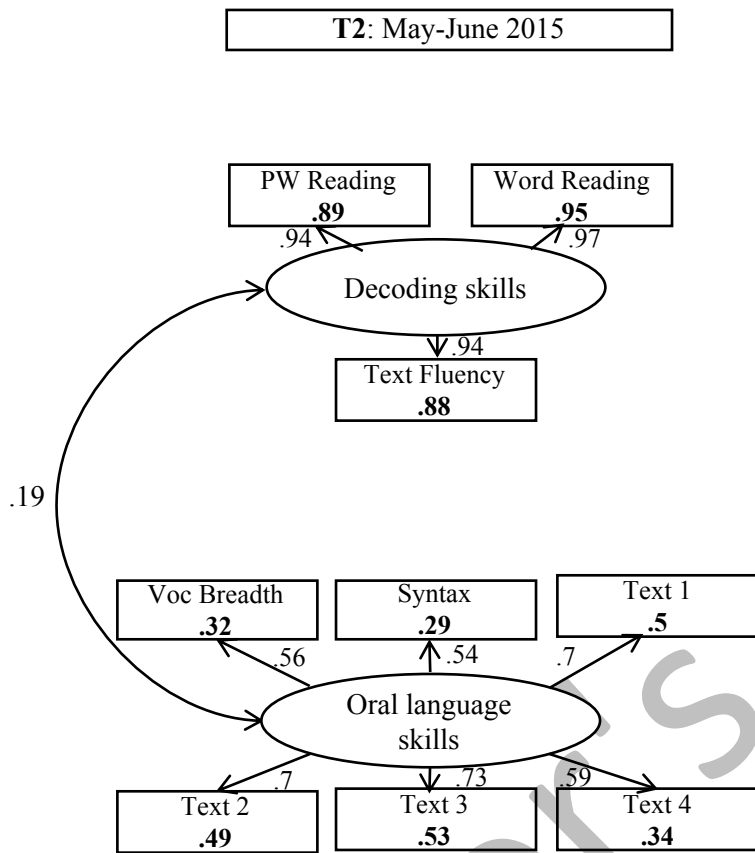 T2: May-June 2015
PW Reading
.89
Word Reading
.95
.94
.97
Decoding skills
.94
Text Fluency
.88
.19
Voc Breadth
.32
Syntax
.29
Text 1
.5
.56
.54
.7
Oral language
skills
.7
.73
.59
Text 2
.49
Text 3
.53
Text 4
.34